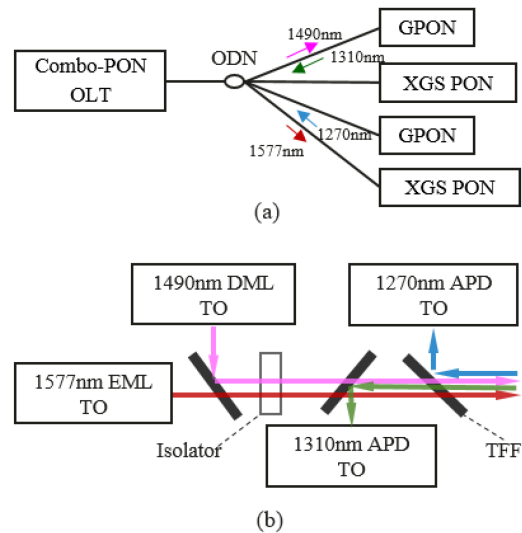 GPON
ODN
1490nm
1310nm
Combo-PON
OLT
XGS PON
GPON
1270nm
1577nm
XGS PON
(a)
1490nm DML
TO
1270nm APD
TO
1577nm EML
TO
Isolator
1310nm APD
TO
TFF
(b)